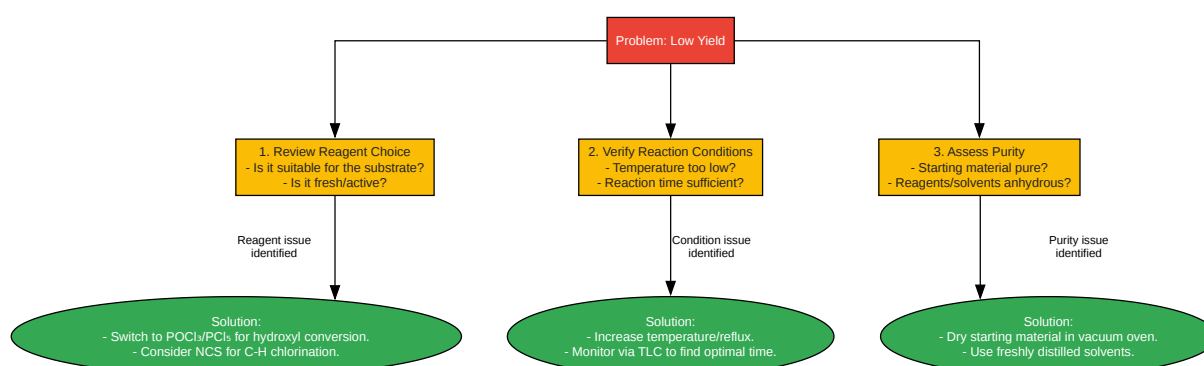 Problem: Low Yield
1. Review Reagent Choice
- Is it suitable for the substrate?
- Is it fresh/active?
2. Verify Reaction Conditions
- Temperature too low?
- Reaction time sufficient?
3. Assess Purity
- Starting material pure?
- Reagents/solvents anhydrous?
Reagent issue
identified
Condition issue
identified
Purity issue
identified
Solution:
- Switch to POCl₃/PCl₅ for hydroxyl conversion.
- Consider NCS for C-H chlorination.
Solution:
- Increase temperature/reflux.
- Monitor via TLC to find optimal time.
Solution:
- Dry starting material in vacuum oven.
- Use freshly distilled solvents.